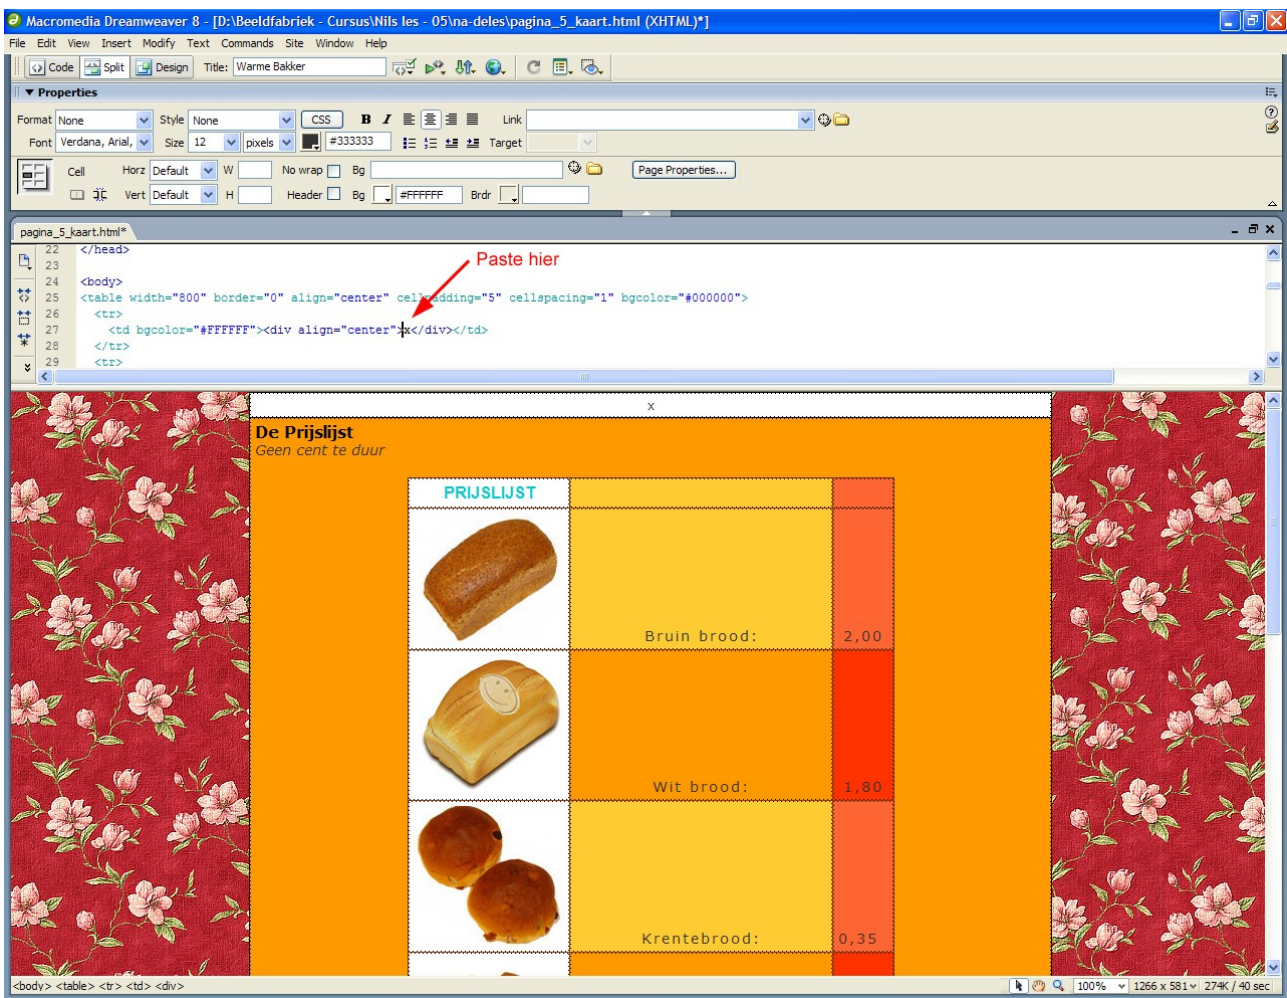 Macromedia Dreamweaver 8 - [D:\Beeldfabriek - Cursus\Nils les - 05\na-deles\pagina_5_kaart.html (XHTML)*]
File Edit View Insert Modify Text Commands Site Window Help
Code Split Design Title: Warme Bakker
Properties
Format None Style None CSS B I Link
Font Verdana, Arial, Size 12 pixels #333333 Target
Cell Horz Default W No wrap Bg Page Properties...
Vert Default H Header Bg #FFFFFF Brdr
pagina_5_kaart.html*
Paste hier
22 </head>
23
24 <body>
25 <table width="800" border="0" align="center" cellpadding="5" cellspacing="1" bgcolor="#000000">
26 <tr>
27 <td bgcolor="#FFFFFF"><div align="center">x</div></td>
28 </tr>
29 <tr>
x
De Prijslijst
Geen cent te duur
PRIJSLIJST
Bruin brood: 2,00
Wit brood: 1,80
Krentebrood: 0,35
<body> <table> <tr> <td> <div> 100% 1266 x 581 274K / 40 sec